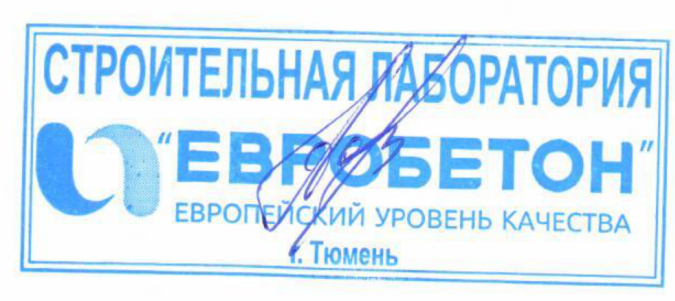 СТРОИТЕЛЬНАЯ ЛАБОРАТОРИЯ
"ЕВРОБЕТОН"
ЕВРОПЕЙСКИЙ УРОВЕНЬ КАЧЕСТВА
г. Тюмень